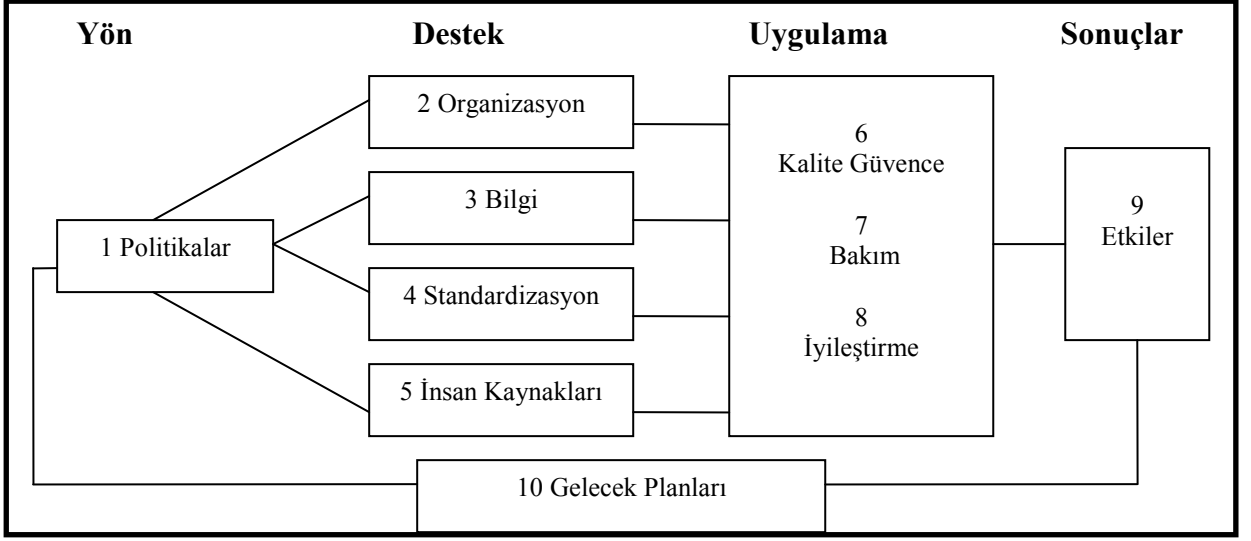 Yön
Destek
Uygulama
Sonuçlar
1 Politikalar
2 Organizasyon
3 Bilgi
4 Standardizasyon
5 İnsan Kaynakları
6
Kalite Güvence
7
Bakım
8
İyileştirme
9
Etkiler
10 Gelecek Planları